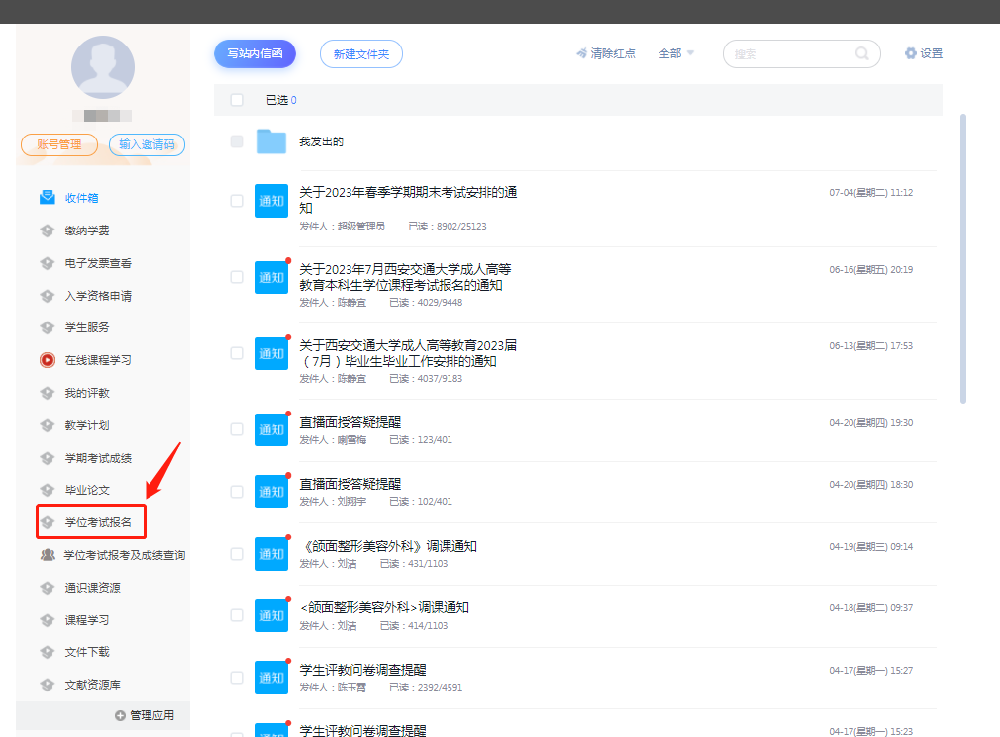 写站内信函
新建文件夹
清除红点
全部
搜索
设置
账号管理
输入邀请码
收件箱
缴纳学费
电子发票查看
入学资格申请
学生服务
在线课程学习
我的评教
教学计划
学期考试成绩
毕业论文
学位考试报名
学位考试报考及成绩查询
通识课资源
课程学习
文件下载
文献资源库
管理应用
已选 0
我发出的
通知
关于2023年春季学期期末考试安排的通
知
07-04(星期二) 11:12
发件人：超级管理员 已读：8902/25123
通知
关于2023年7月西安交通大学成人高等
教育本科生学位课程考试报名的通知
06-16(星期五) 20:19
发件人：陈静宜 已读：4029/9448
通知
关于西安交通大学成人高等教育2023届
（7月）毕业生毕业工作安排的通知
06-13(星期二) 17:53
发件人：陈静宜 已读：4037/9183
通知
直播面授答疑提醒
04-20(星期四) 19:30
发件人：喇雪梅 已读：123/401
通知
直播面授答疑提醒
04-20(星期四) 18:30
发件人：刘翔宇 已读：102/401
通知
《颌面整形美容外科》调课通知
04-19(星期三) 09:14
发件人：刘洁 已读：431/1103
通知
<颌面整形美容外科>调课通知
04-18(星期二) 09:37
发件人：刘洁 已读：414/1103
通知
学生评教问卷调查提醒
04-17(星期一) 15:27
发件人：陈玉霄 已读：2392/4591
通知
学生评教问卷调查提醒
04-17(星期一) 15:23